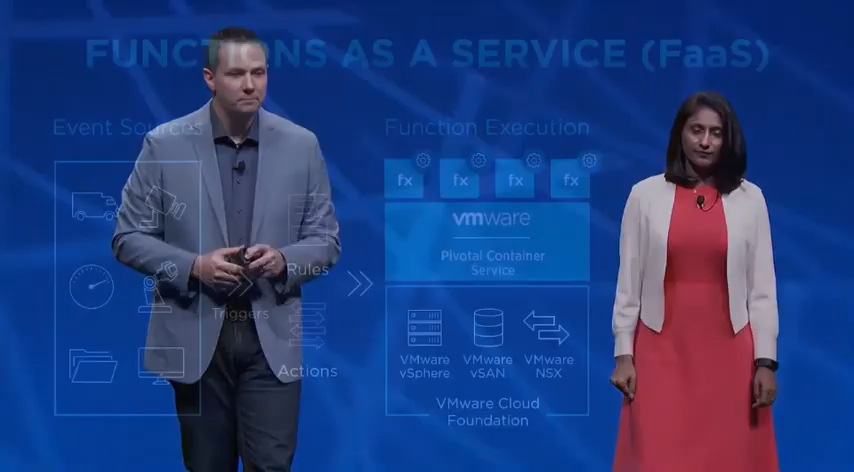 FUNCTIONS AS A SERVICE (FaaS)
Event Sources
Function Execution
fx fx fx fx
vmware
Pivotal Container
Service
Rules
Triggers
Actions
VMware
vSphere
VMware
vSAN
VMware
NSX
VMware Cloud
Foundation